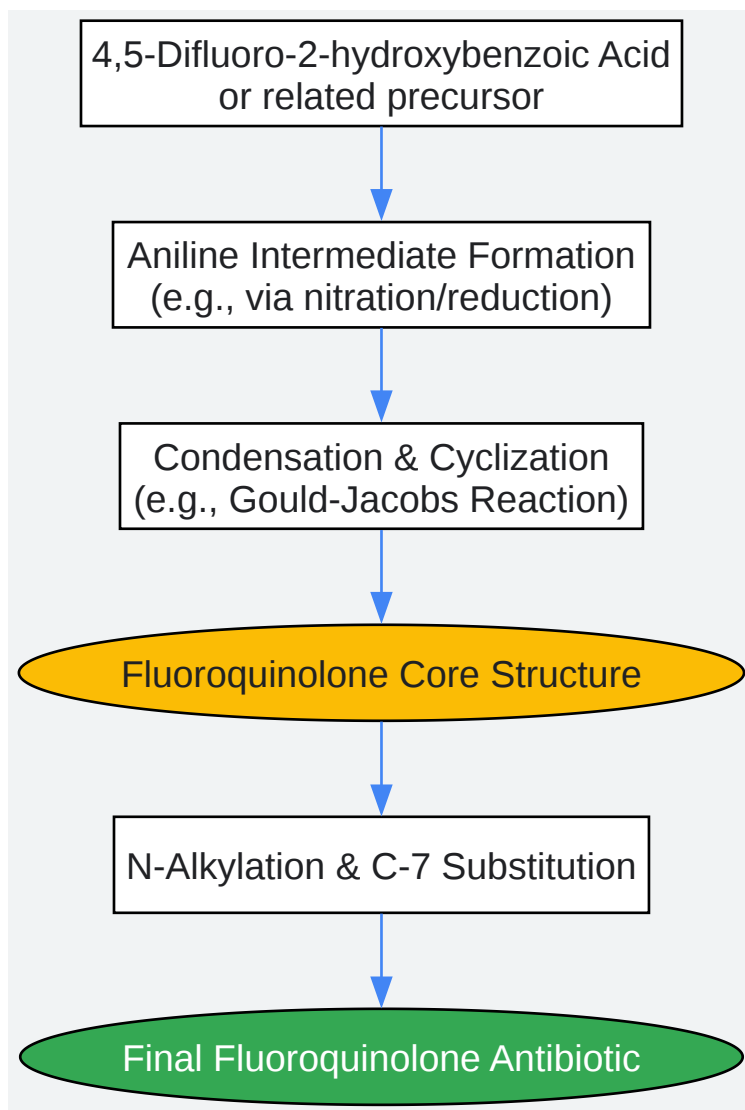 4,5-Difluoro-2-hydroxybenzoic Acid
or related precursor
Aniline Intermediate Formation
(e.g., via nitration/reduction)
Condensation & Cyclization
(e.g., Gould-Jacobs Reaction)
Fluoroquinolone Core Structure
N-Alkylation & C-7 Substitution
Final Fluoroquinolone Antibiotic